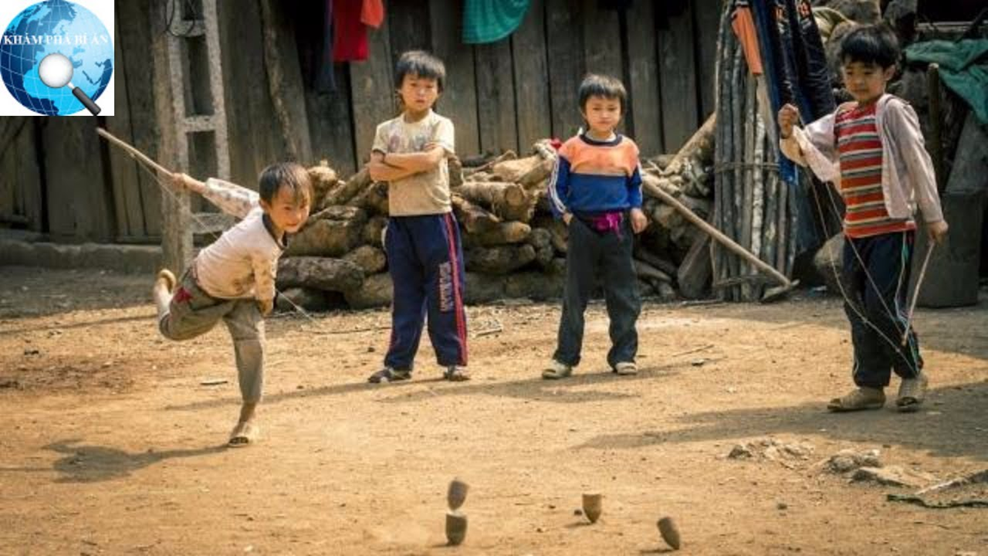 KHÁM PHÁ BÍ ẨN